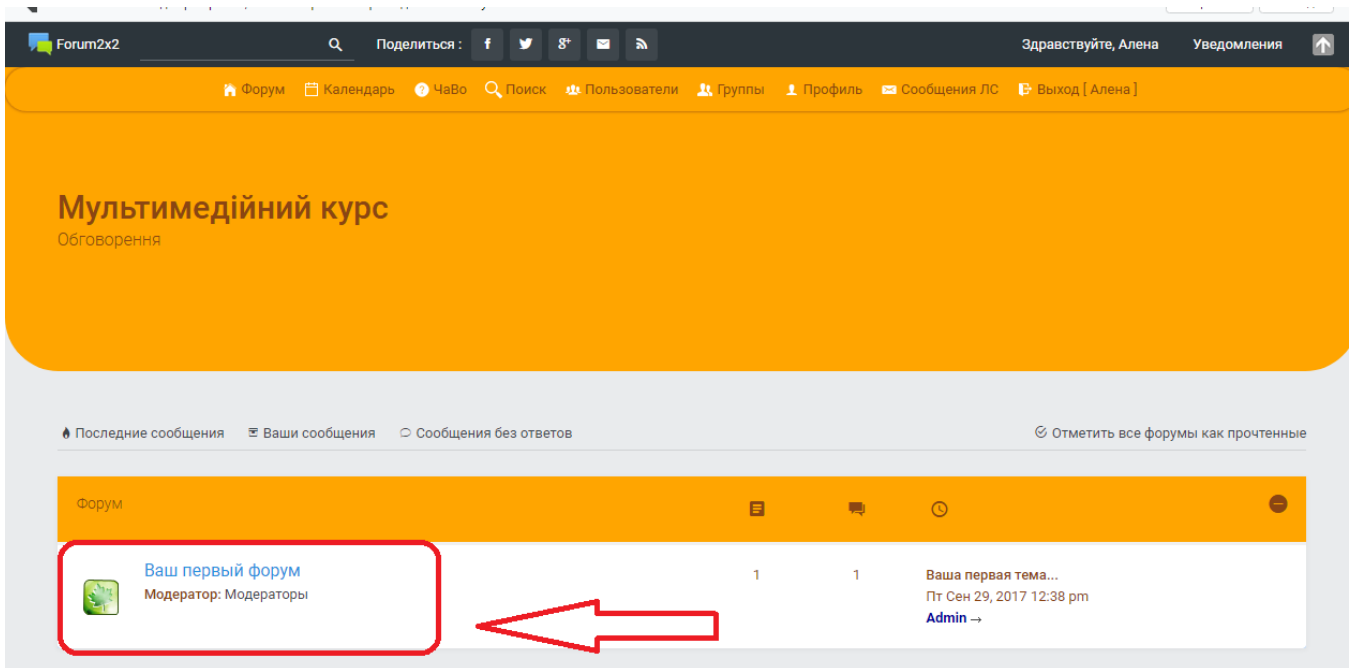 Forum2x2 Поделиться : f 8+ Здравствуйте, Алена Уведомления
Форум Календарь ЧаВо Поиск Пользователи Группы Профиль Сообщения ЛС Выход [ Алена ]
Мультимедійний курс
Обговорення
Последние сообщения Ваши сообщения Сообщения без ответов Отметить все форумы как прочтенные
Форум
Ваш первый форум 1 1 Ваша первая тема...
Модератор: Модераторы Пт Сен 29, 2017 12:38 pm
Admin →